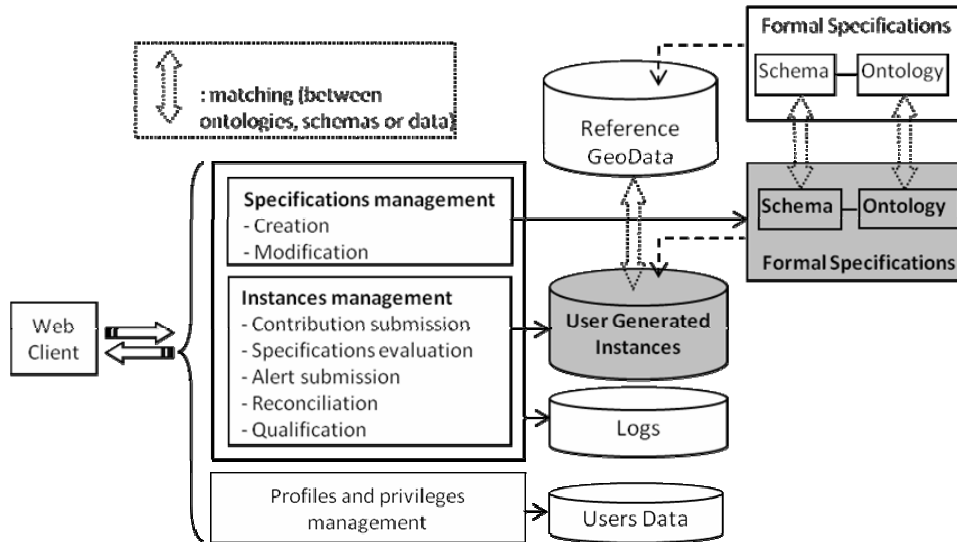 Formal Specifications
Schema
Ontology
: matching (between
ontologies, schemas or data)
Reference
GeoData
Specifications management
- Creation
- Modification
Schema
Ontology
Formal Specifications
Instances management
- Contribution submission
- Specifications evaluation
- Alert submission
- Reconciliation
- Qualification
Web
Client
User Generated
Instances
Logs
Profiles and privileges
management
Users Data